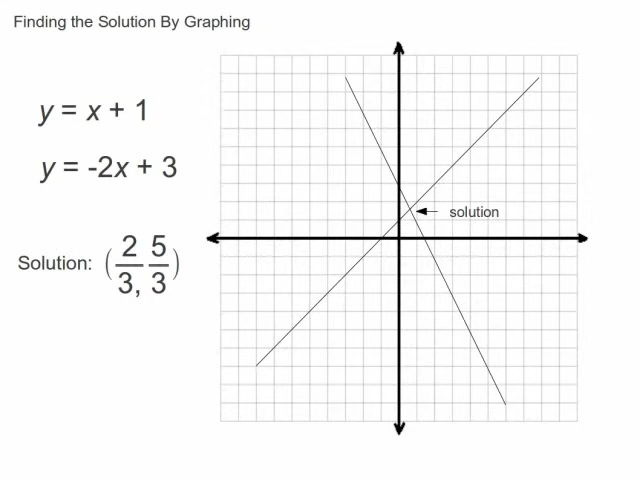 Finding the Solution By Graphing
y = x + 1
y = -2x + 3
solution
Solution: (2/3, 5/3)